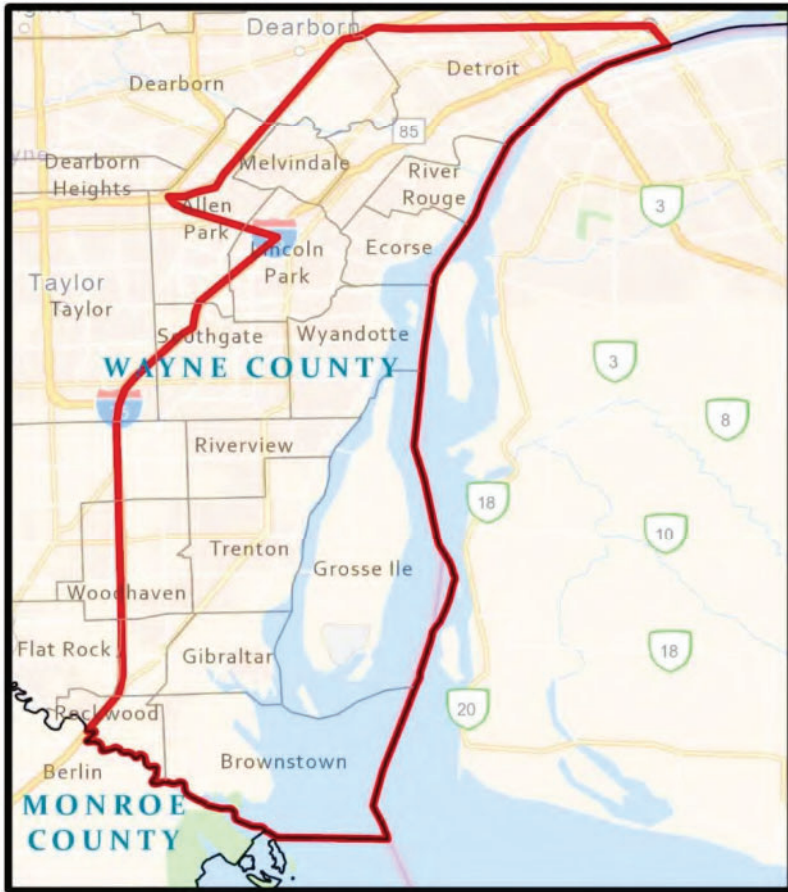 Dearborn
Detroit
Dearborn
85
Melvindale
Dearborn
Heights
River
Rouge
Allen
Park
3
Ecorse
Lincoln
Park
Taylor
Taylor
Southgate
Wyandotte
WAYNE COUNTY
3
8
Riverview
18
10
Trenton
Grosse Ile
Woodhaven
Flat Rock
Gibraltar
18
Rockwood
20
Brownstown
Berlin
MONROE
COUNTY